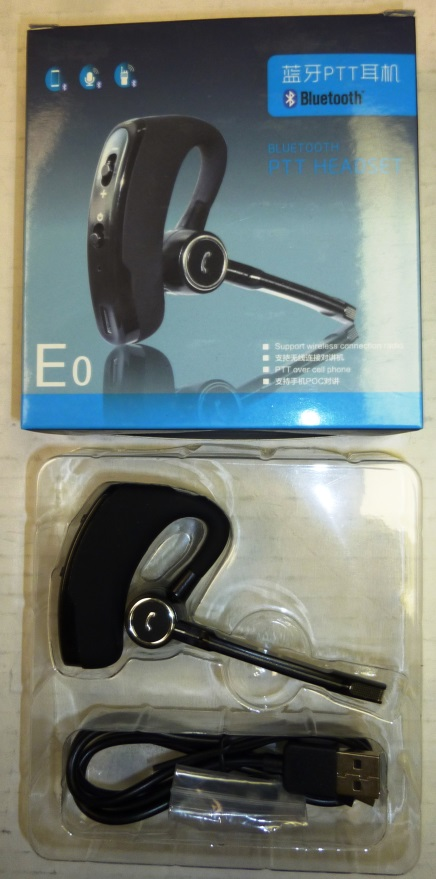 蓝牙PTT耳机
Bluetooth
BLUETOOTH
PTT HEADSET
Support wireless connection radio
支持无线连接对讲机
PTT over cell phone
支持手机POC对讲
E0